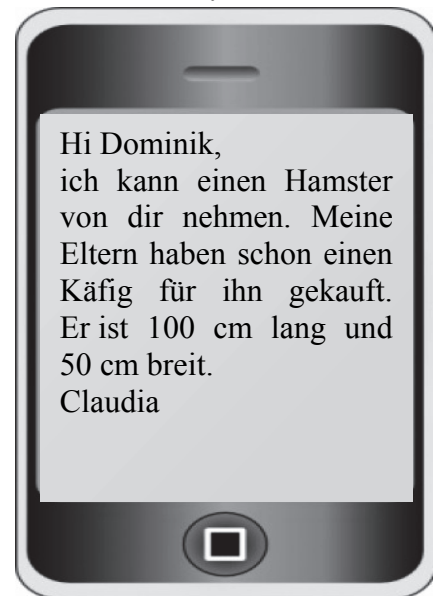 Hi Dominik,
ich kann einen Hamster
von dir nehmen. Meine
Eltern haben schon einen
Käfig für ihn gekauft.
Er ist 100 cm lang und
50 cm breit.
Claudia